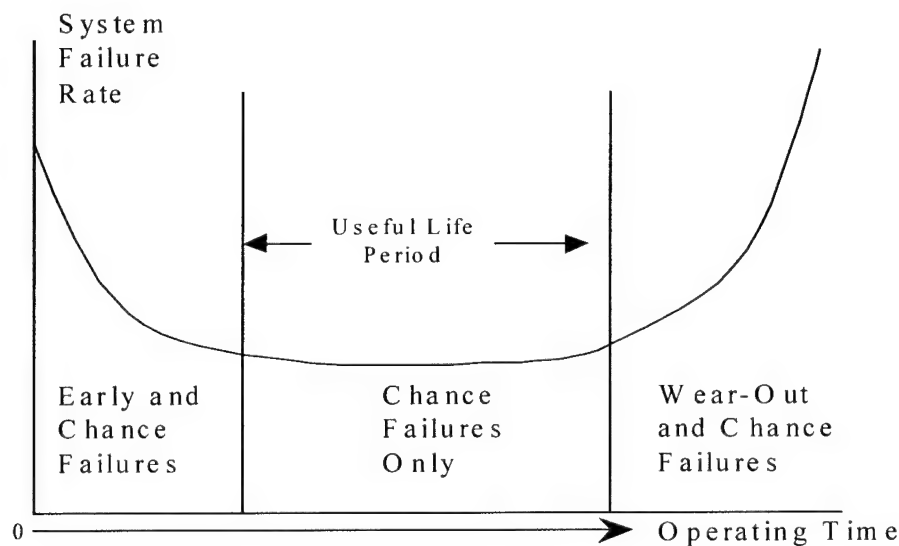 System
Failure
Rate
Useful Life
Period
Early and
Chance
Failures
Chance
Failures
Only
Wear-Out
and Chance
Failures
0
Operating Time